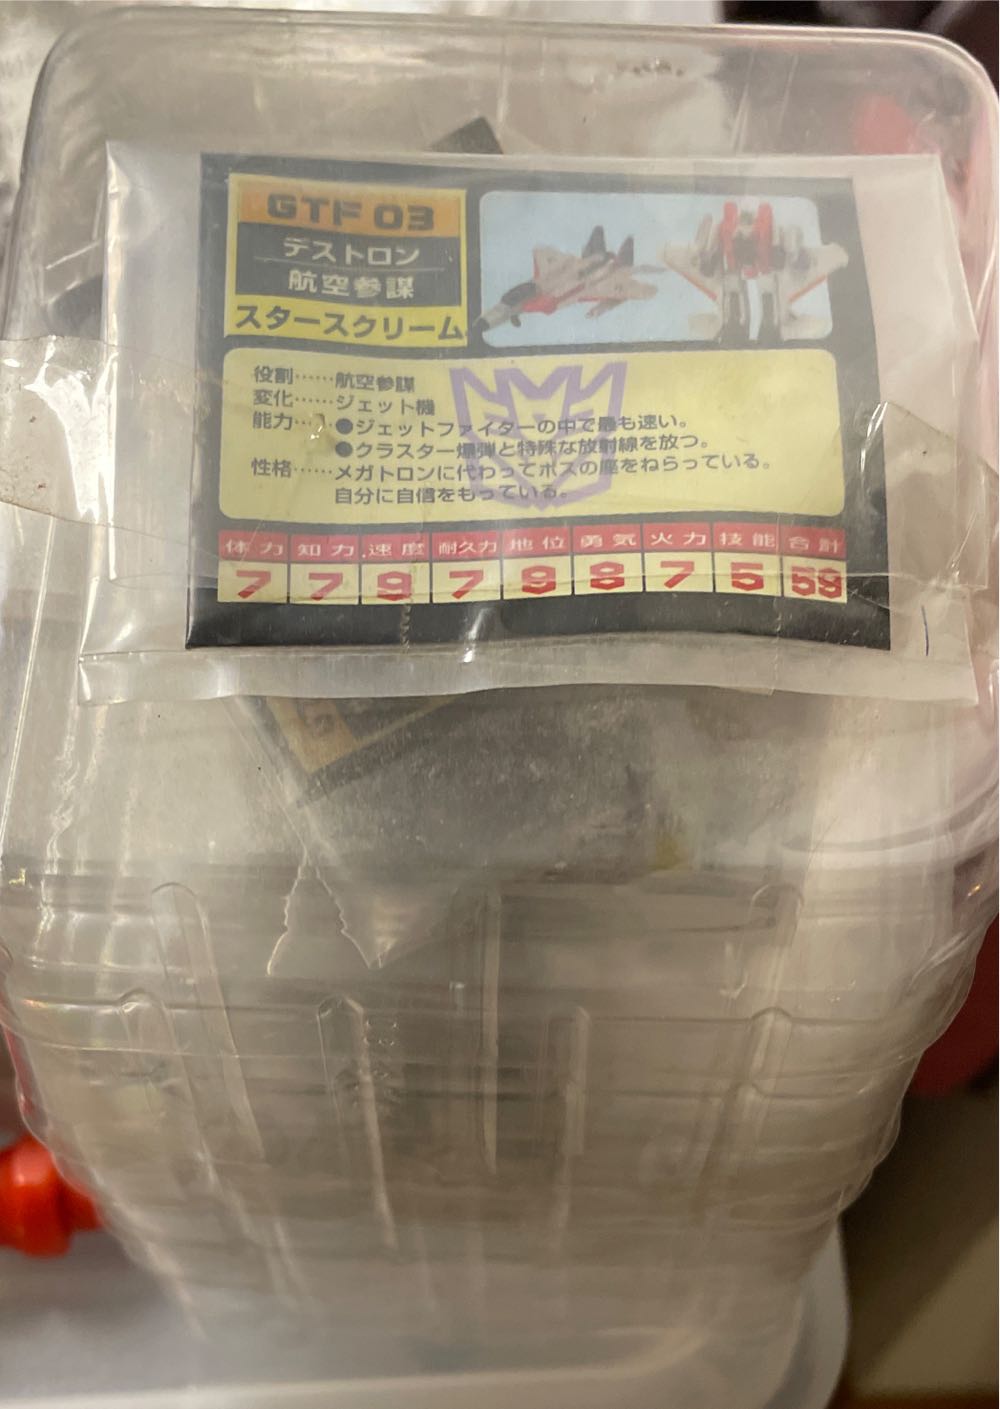 GTF 03
デストロン
航空参謀
スタースクリーム
役割……航空参謀
変化……ジェット機
能力……●ジェットファイターの中で最も速い。
●クラスター爆弾と特殊な放射線を放つ。
性格……メガトロンに代わってボスの座をねらっている。
自分に自信をもっている。
体力 知力 速度 耐久力 地位 勇気 火力 技能 合計
7 7 9 7 9 8 7 5 59